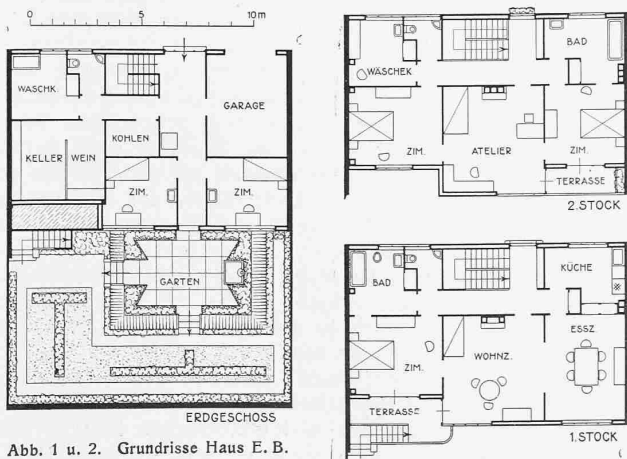 0 5 10 m
WASCHK.
GARAGE
KOHLEN
KELLER WEIN
ZIM. ZIM.
GARTEN
ERDGESCHOSS
Abb. 1 u. 2. Grundrisse Haus E. B.
BAD
WÄSCHEK
ZIM. ATELIER ZIM.
TERRASSE
2. STOCK
BAD KÜCHE
ESSZ
ZIM. WOHNZ.
TERRASSE
1. STOCK